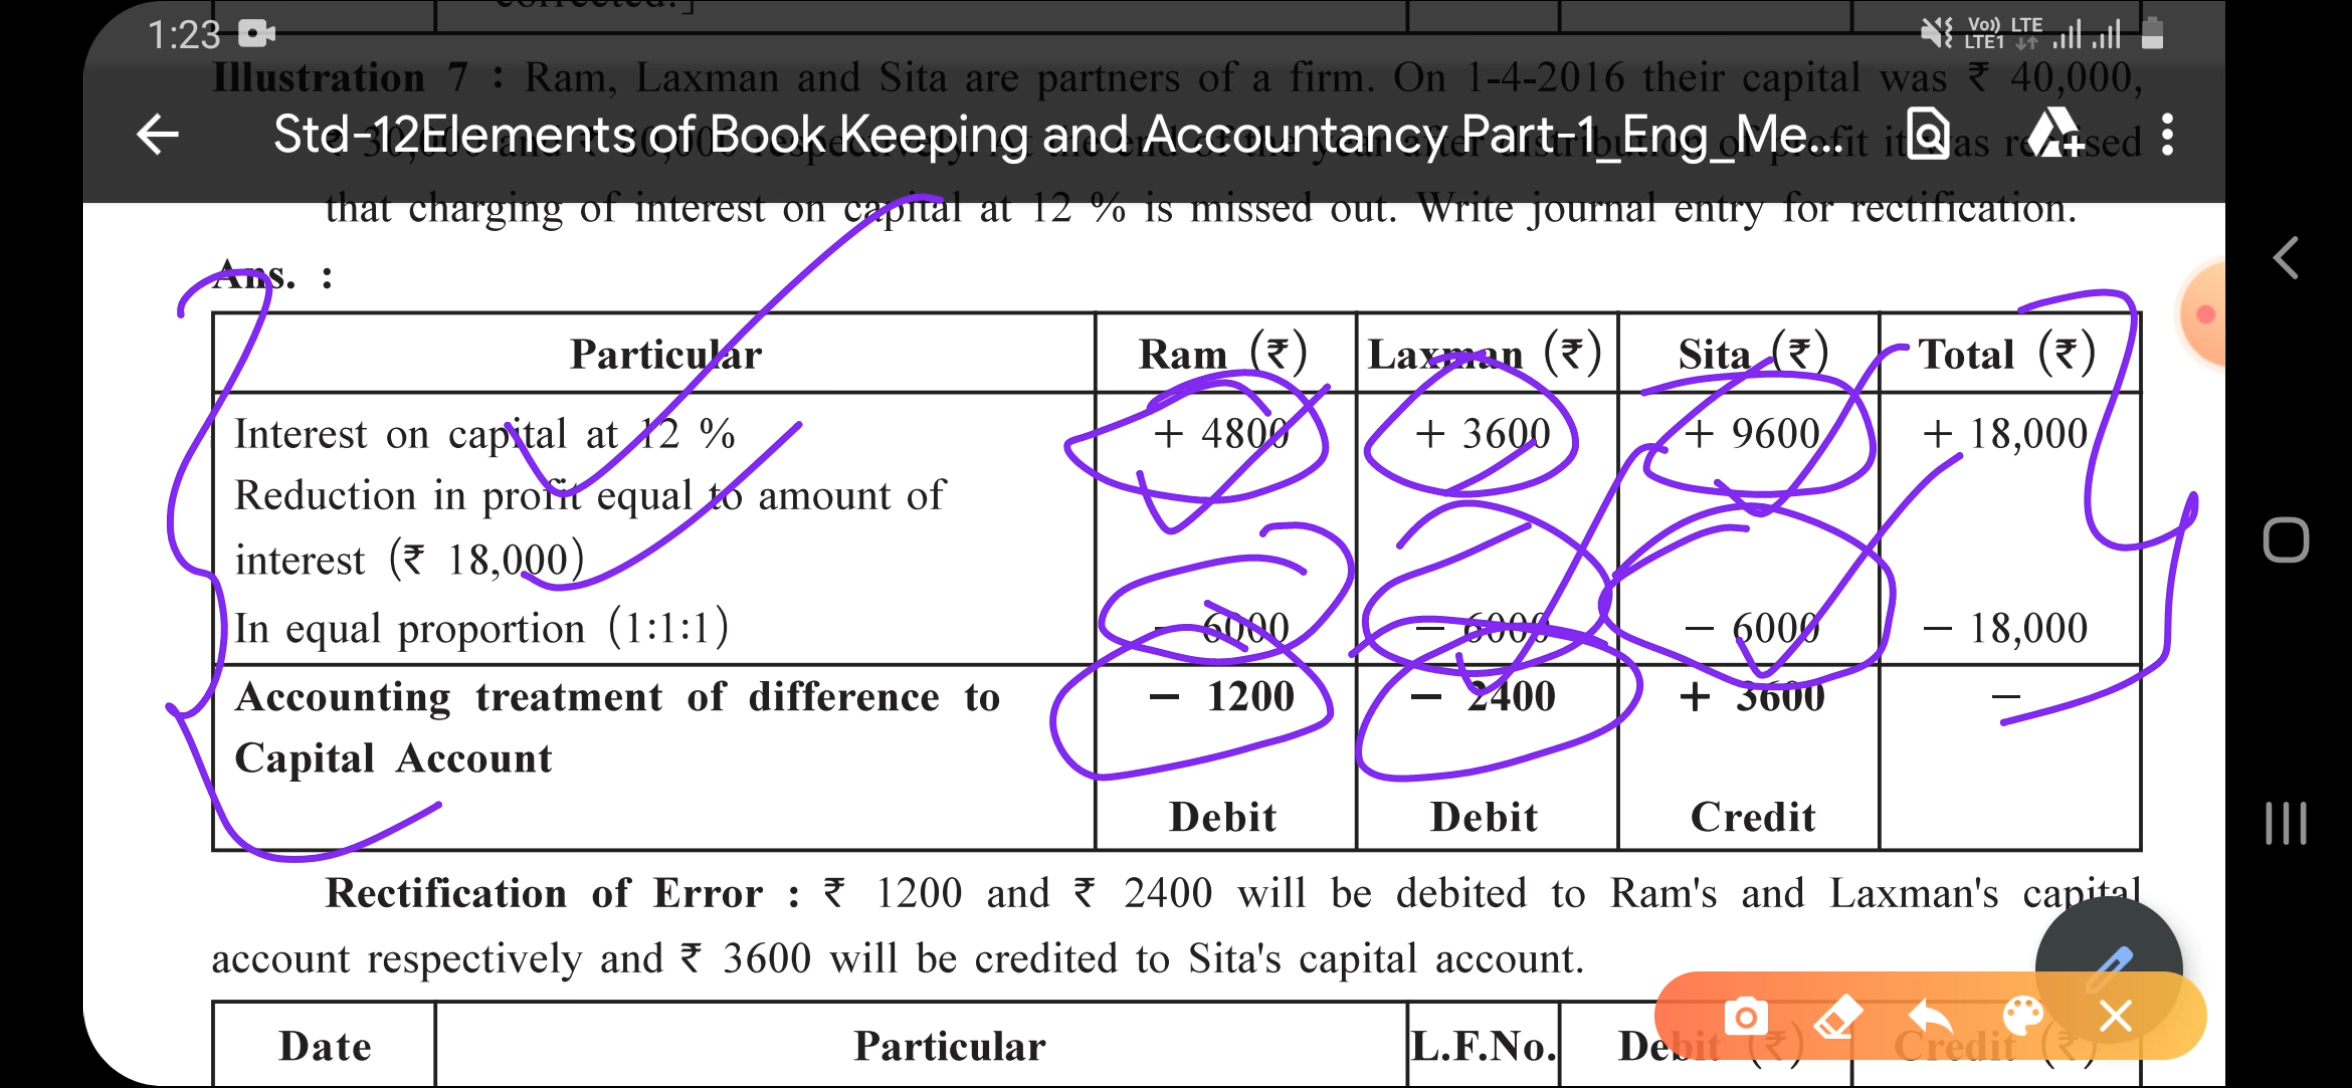 1:23 Vo)) LTE
LTE1
Illustration 7 : Ram, Laxman and Sita are partners of a firm. On 1-4-2016 their capital was ₹ 40,000,
Std-12Elements of Book Keeping and Accountancy Part-1_Eng_Me...
that charging of interest on capital at 12 % is missed out. Write journal entry for rectification.
Ans. :
Particular Ram (₹) Laxman (₹) Sita (₹) Total (₹)
Interest on capital at 12 % + 4800 + 3600 + 9600 + 18,000
Reduction in profit equal to amount of
interest (₹ 18,000)
In equal proportion (1:1:1) – 6000 – 6000 – 6000 – 18,000
Accounting treatment of difference to – 1200 – 2400 + 3600 –
Capital Account
Debit Debit Credit
Rectification of Error : ₹ 1200 and ₹ 2400 will be debited to Ram's and Laxman's capital
account respectively and ₹ 3600 will be credited to Sita's capital account.
Date Particular L.F.No. Debit (₹) Credit (₹)